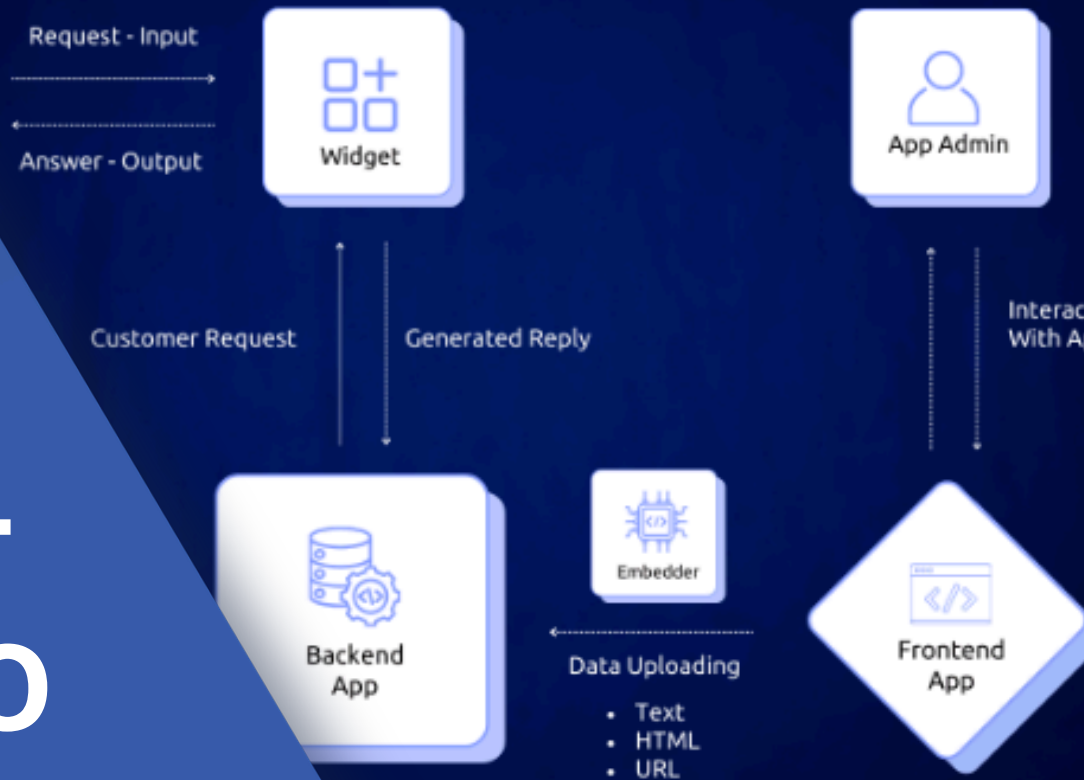 Request - Input
Answer - Output
Widget
App Admin
Customer Request
Generated Reply
Embedder
Backend
App
Data Uploading
• Text
• HTML
• URL
Frontend
App